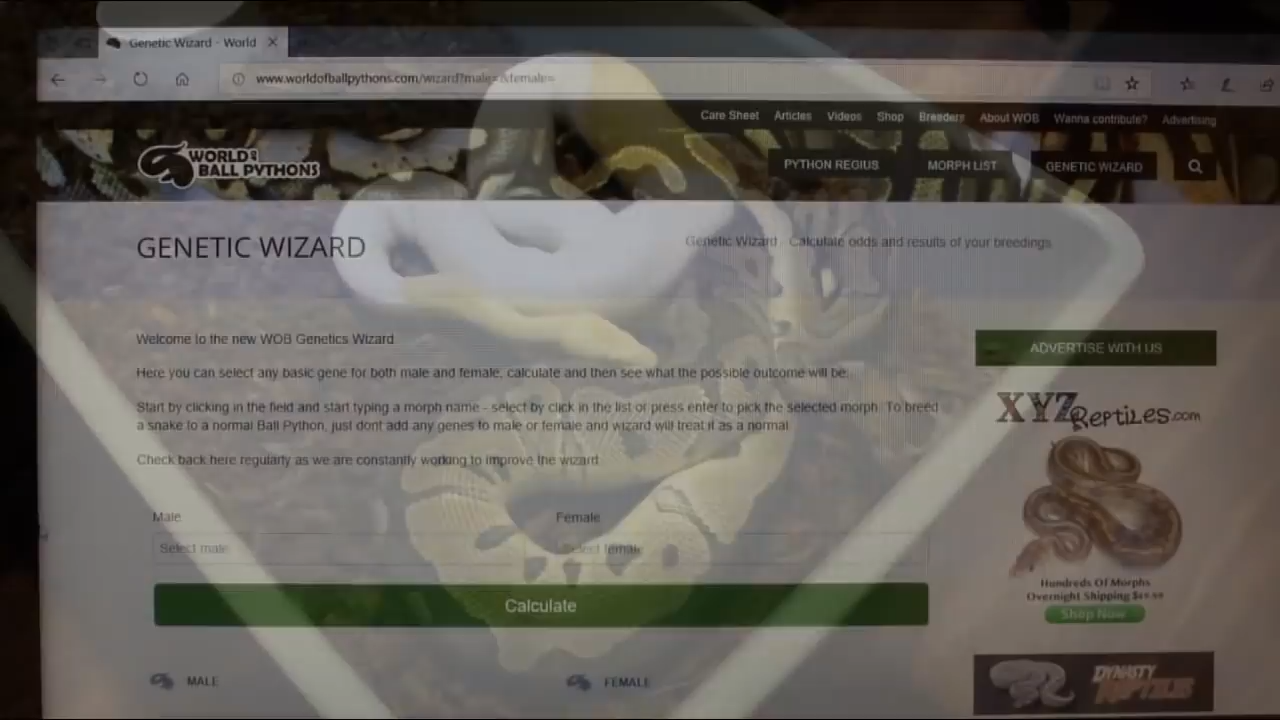 Genetic Wizard - World
www.worldofballpythons.com/wizard?male=&female=
Care Sheet Articles Videos Shop Breeders About WOB Wanna contribute? Advertising
WORLD OF
BALL PYTHONS
PYTHON REGIUS MORPH LIST GENETIC WIZARD
GENETIC WIZARD
Genetic Wizard - Calculate odds and results of your breedings
Welcome to the new WOB Genetics Wizard
Here you can select any basic gene for both male and female, calculate and then see what the possible outcome will be.
Start by clicking in the field and start typing a morph name - select by click in the list or press enter to pick the selected morph. To breed
a snake to a normal Ball Python, just dont add any genes to male or female and wizard will treat it as a normal.
Check back here regularly as we are constantly working to improve the wizard.
Male Female
Select male Select female
Calculate
MALE FEMALE
ADVERTISE WITH US
XYZ
REPTILES.COM
Hundreds Of Morphs
Overnight Shipping
Shop Now
DYNASTY
REPTILES